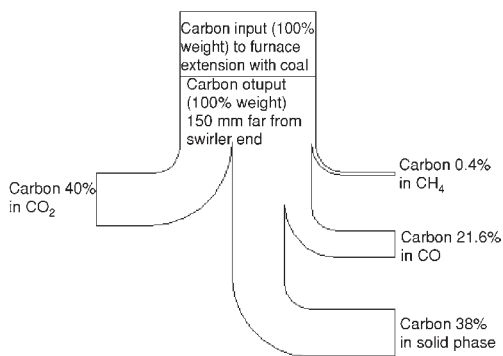 Carbon input (100%
weight) to furnace
extension with coal
Carbon otuput
(100% weight)
150 mm far from
swirler end
Carbon 0.4%
in CH₄
Carbon 40%
in CO₂
Carbon 21.6%
in CO
Carbon 38%
in solid phase